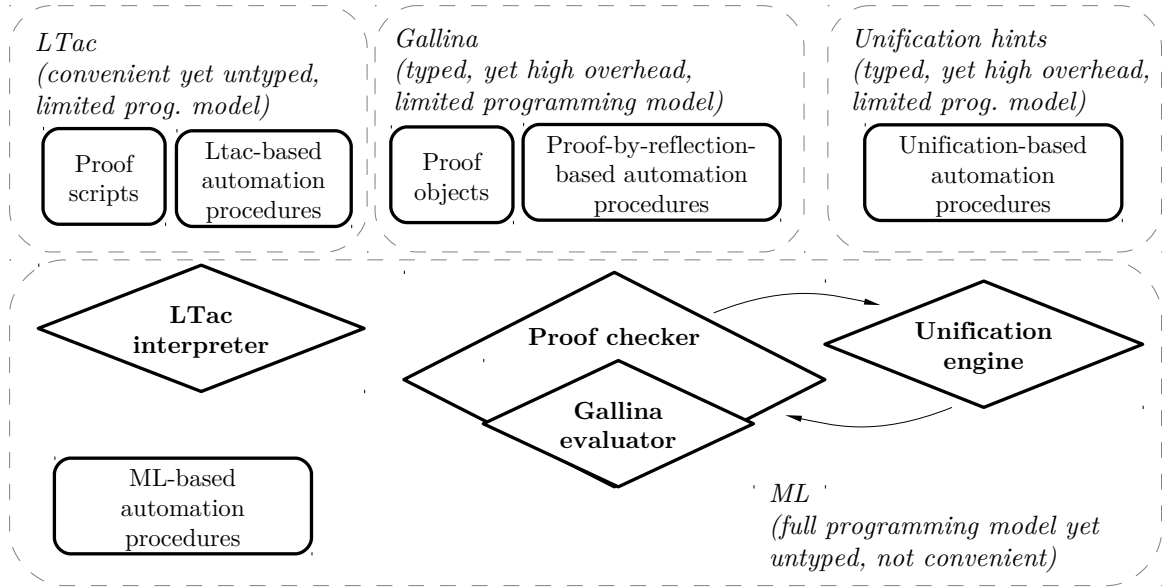 LTac
(convenient yet untyped,
limited prog. model)
Proof
scripts
Ltac-based
automation
procedures
Gallina
(typed, yet high overhead,
limited programming model)
Proof
objects
Proof-by-reflection-
based automation
procedures
Unification hints
(typed, yet high overhead,
limited prog. model)
Unification-based
automation
procedures
LTac
interpreter
Proof checker
Gallina
evaluator
Unification
engine
ML-based
automation
procedures
ML
(full programming model yet
untyped, not convenient)